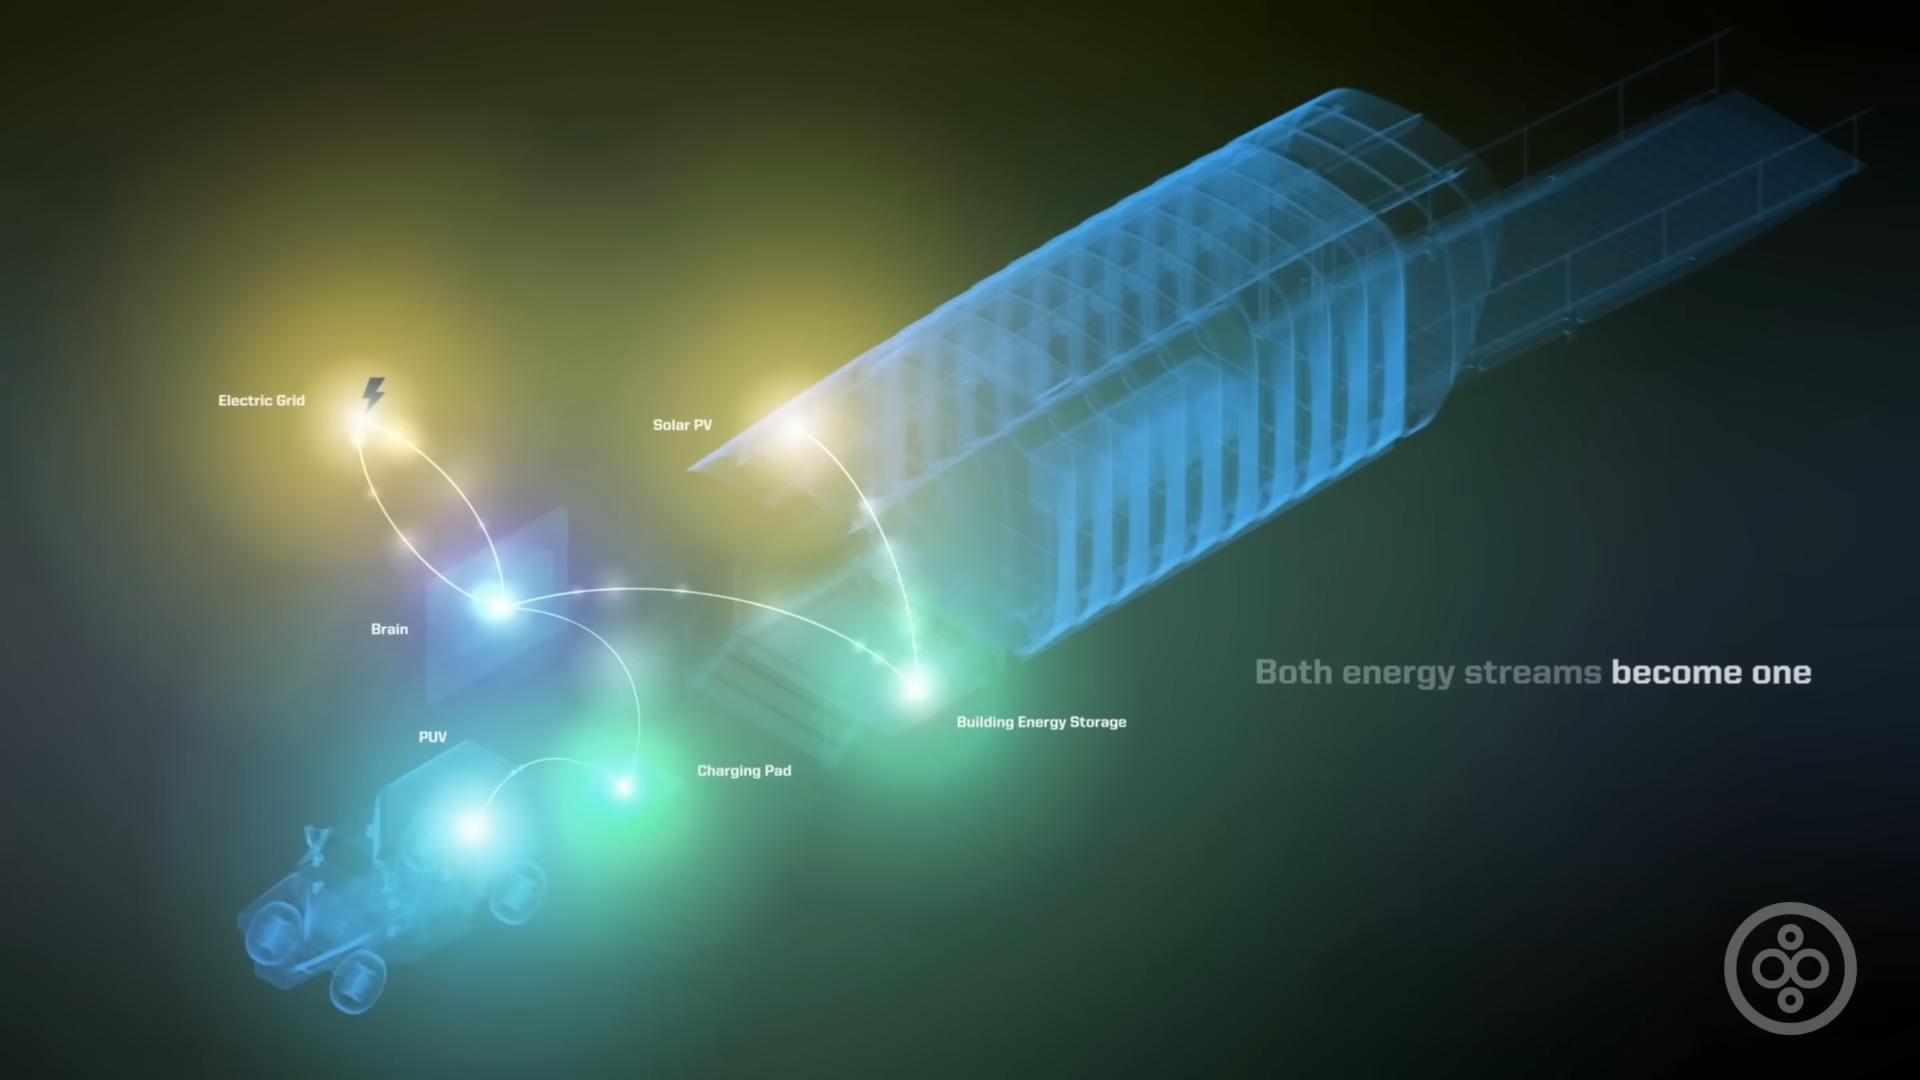 Electric Grid
Solar PV
Brain
Both energy streams become one
Building Energy Storage
PUV
Charging Pad